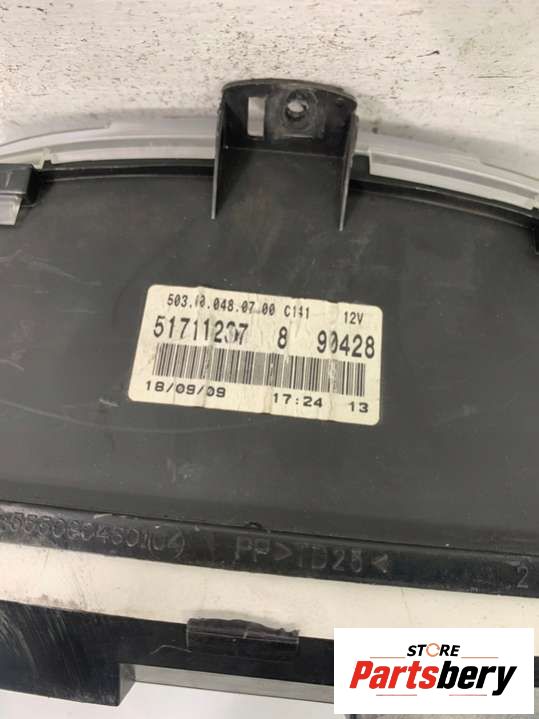 503.10.048.07.00 C141 12V
51711237 8 90428
18/09/09 17:24 13
PP>TD25<
2
STORE
Partsbery